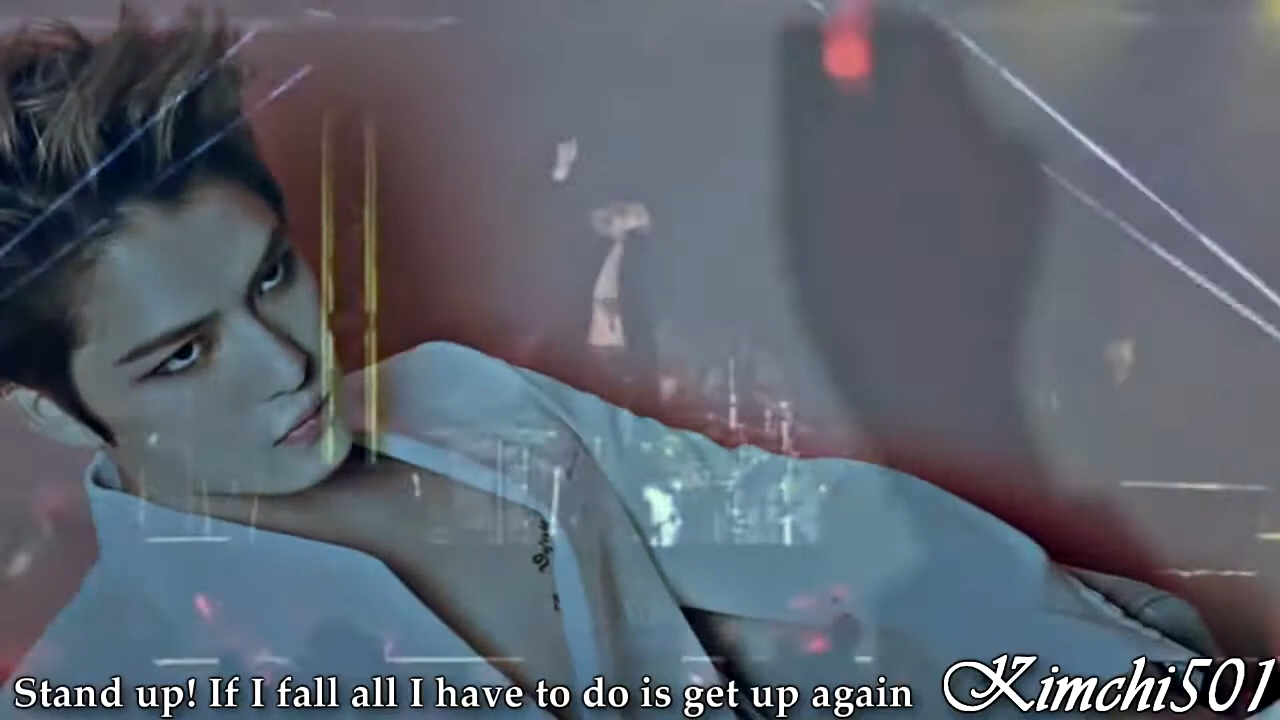 Stand up! If I fall all I have to do is get up again
Kimchi501